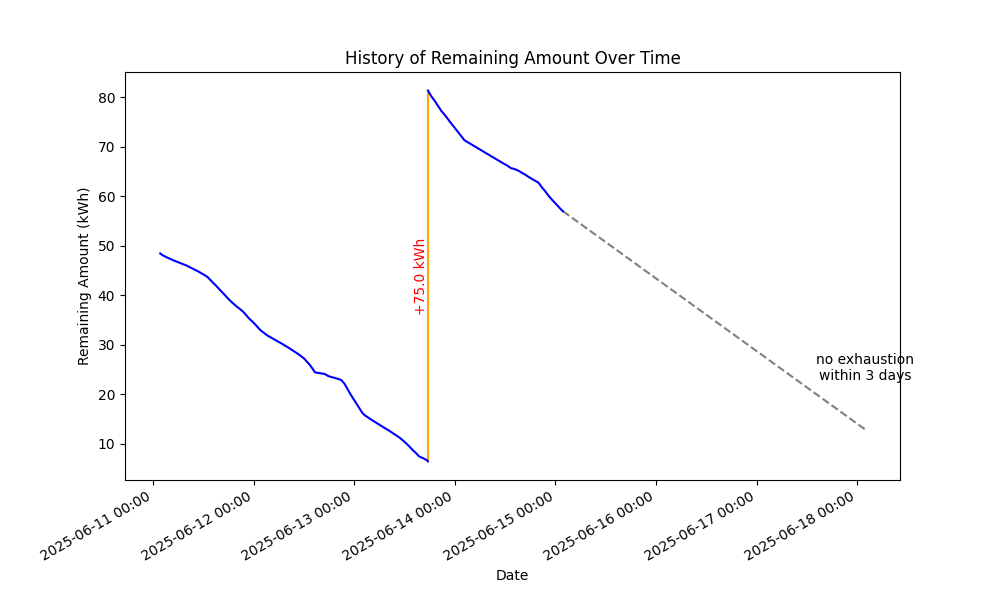 History of Remaining Amount Over Time
Remaining Amount (kWh)
80
70
60
50
40
30
20
10
+75.0 kWh
no exhaustion
within 3 days
2025-06-11 00:00
2025-06-12 00:00
2025-06-13 00:00
2025-06-14 00:00
2025-06-15 00:00
2025-06-16 00:00
2025-06-17 00:00
2025-06-18 00:00
Date